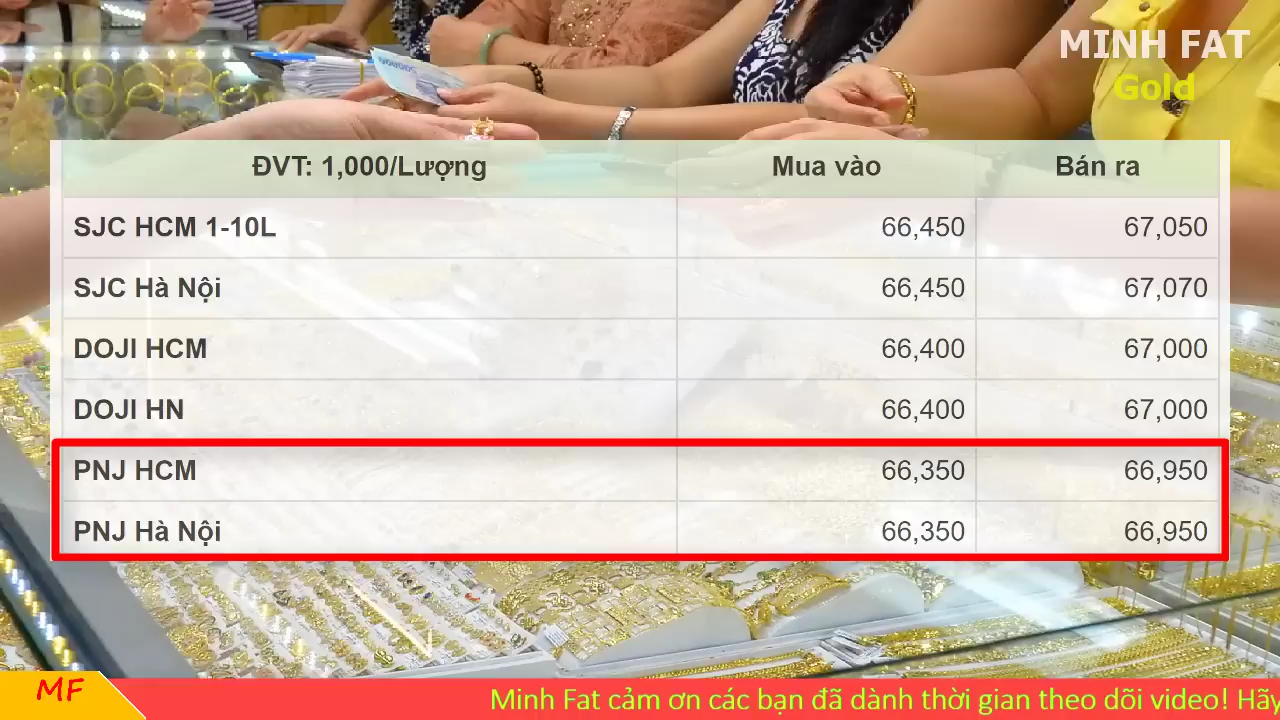 MINH FAT
Gold
ĐVT: 1,000/Lượng Mua vào Bán ra
SJC HCM 1-10L 66,450 67,050
SJC Hà Nội 66,450 67,070
DOJI HCM 66,400 67,000
DOJI HN 66,400 67,000
PNJ HCM 66,350 66,950
PNJ Hà Nội 66,350 66,950
MF Minh Fat cảm ơn các bạn đã dành thời gian theo dõi video! Hãy